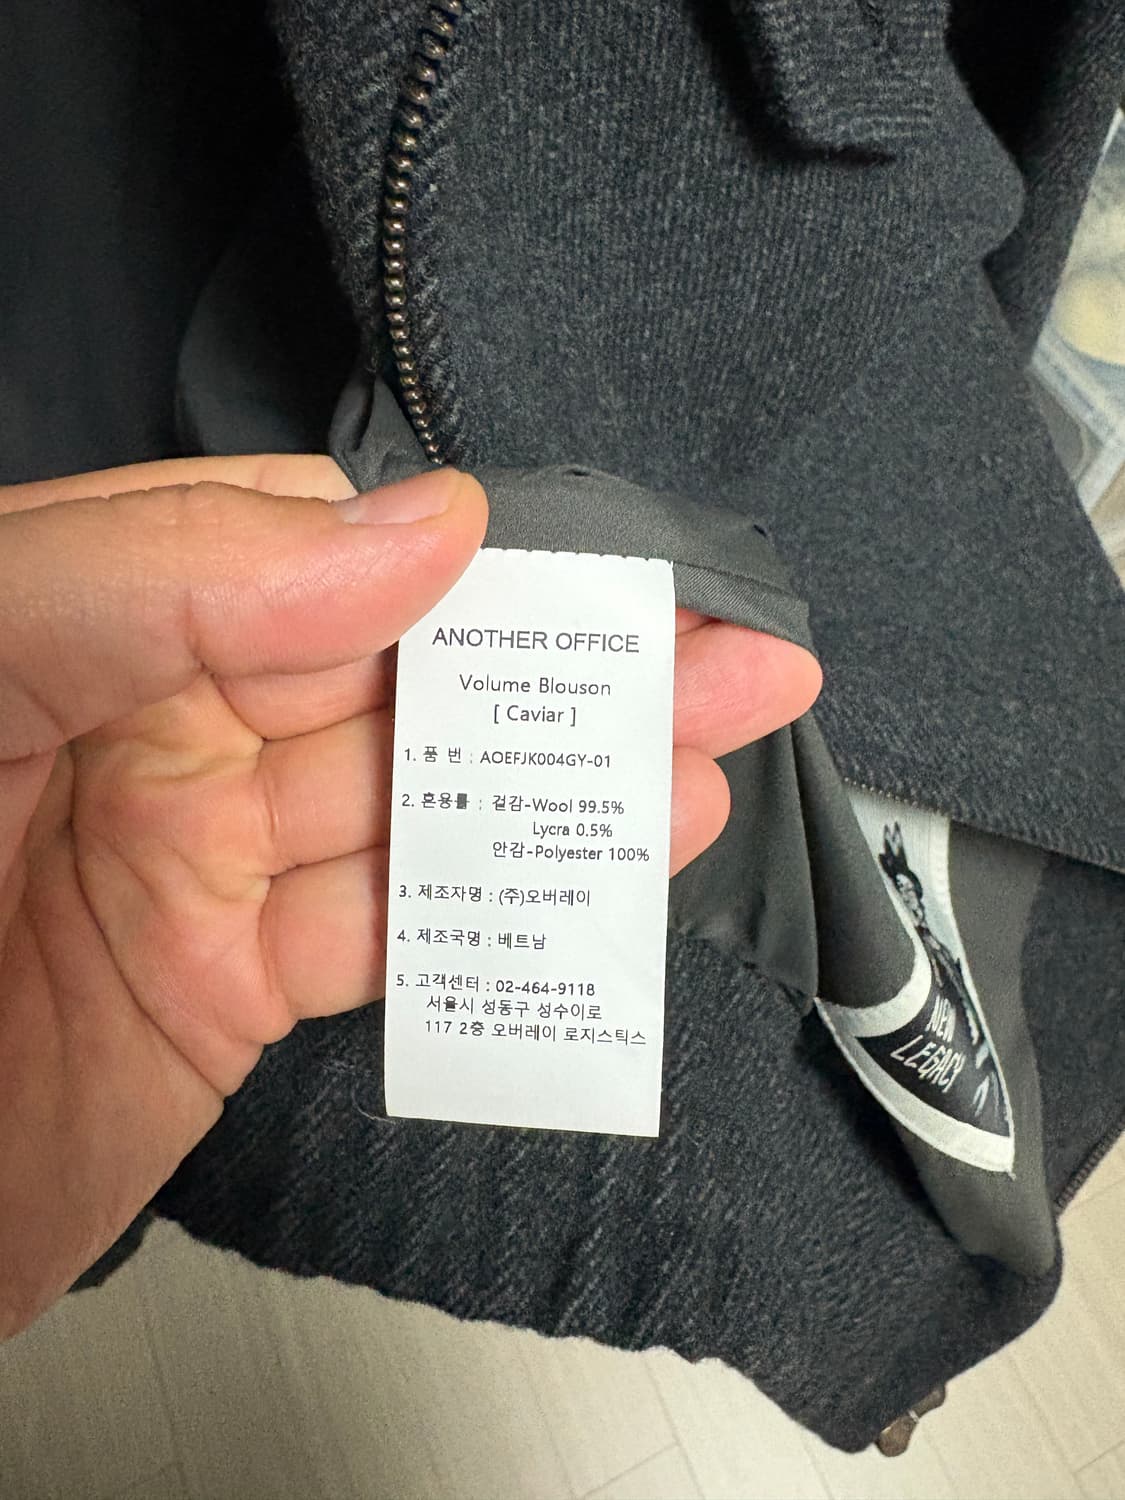 ANOTHER OFFICE
Volume Blouson
[ Caviar ]
1. 품 번 : AOEFJK004GY-01
2. 혼용률 : 겉감-Wool 99.5%
Lycra 0.5%
안감-Polyester 100%
3. 제조자명 : (주)오버레이
4. 제조국명 : 베트남
5. 고객센터 : 02-464-9118
서울시 성동구 성수이로
117 2층 오버레이 로지스틱스
NEW
LEGACY